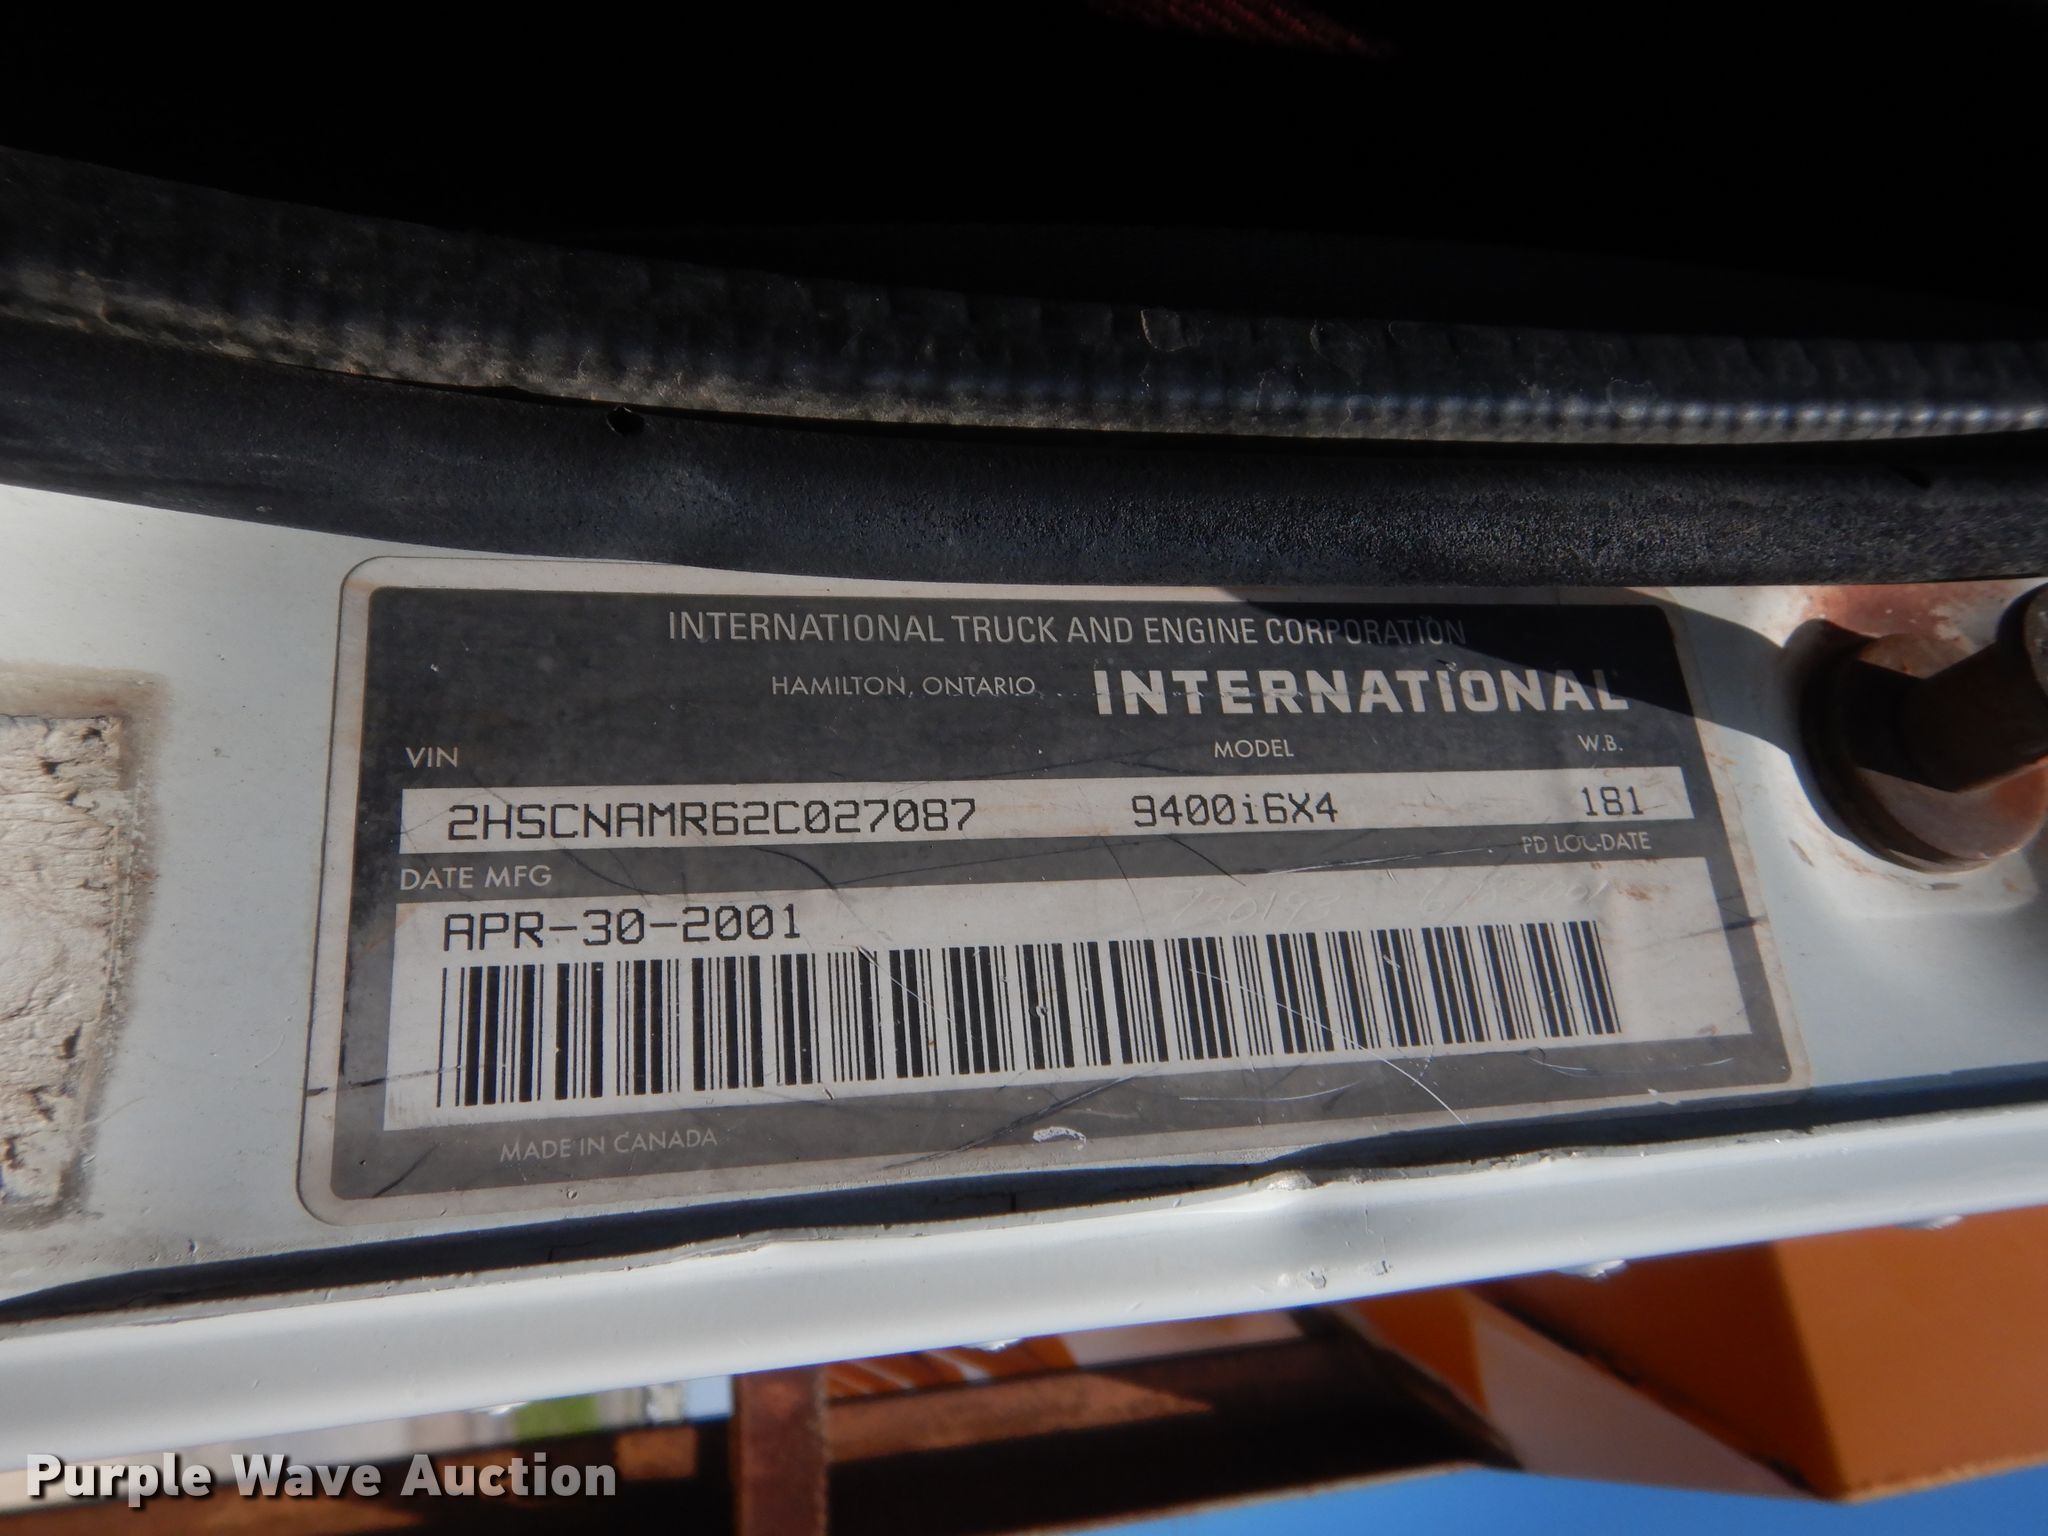 INTERNATIONAL TRUCK AND ENGINE CORPORATION
HAMILTON, ONTARIO INTERNATIONAL
VIN MODEL W.B.
2HSCNAMR62C027087 9400i6X4 181
DATE MFG PD LOC-DATE
APR-30-2001
MADE IN CANADA
Purple Wave Auction